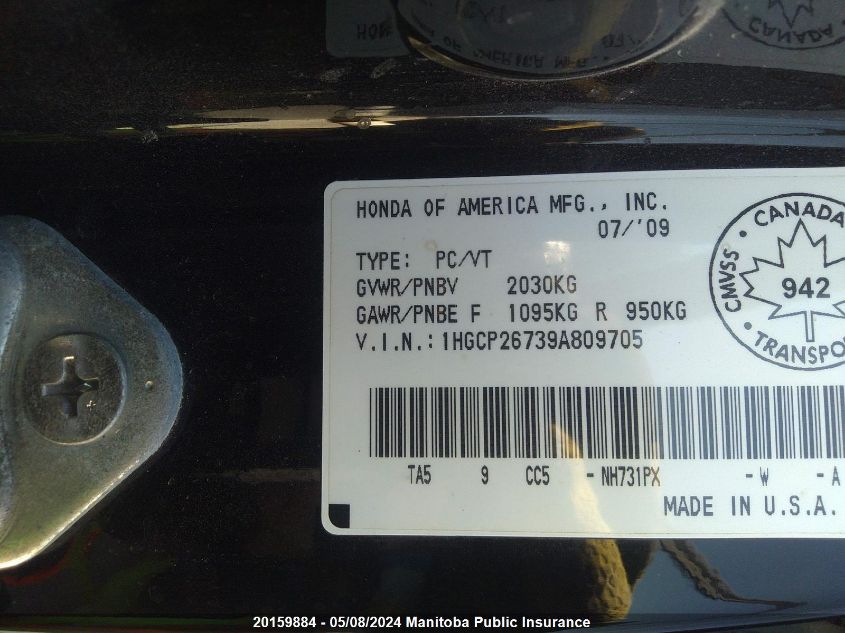 HONDA OF AMERICA MFG., INC.
07/'09
TYPE: PC/VT
GVWR/PNBV 2030KG
GAWR/PNBE F 1095KG R 950KG
V.I.N.: 1HGCP26739A809705
CANADA
CMVSS
942
TRANSPO
TA5 9 CC5 -NH731PX -W -A
MADE IN U.S.A.
20159884 - 05/08/2024 Manitoba Public Insurance